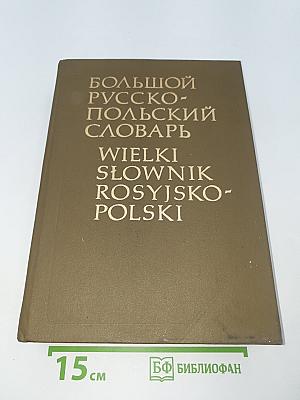 БОЛЬШОЙ
РУССКО-
ПОЛЬСКИЙ
СЛОВАРЬ
WIELKI
SŁOWNIK
ROSYJSKO-
POLSKI
15 см
БФ БИБЛИОФАН